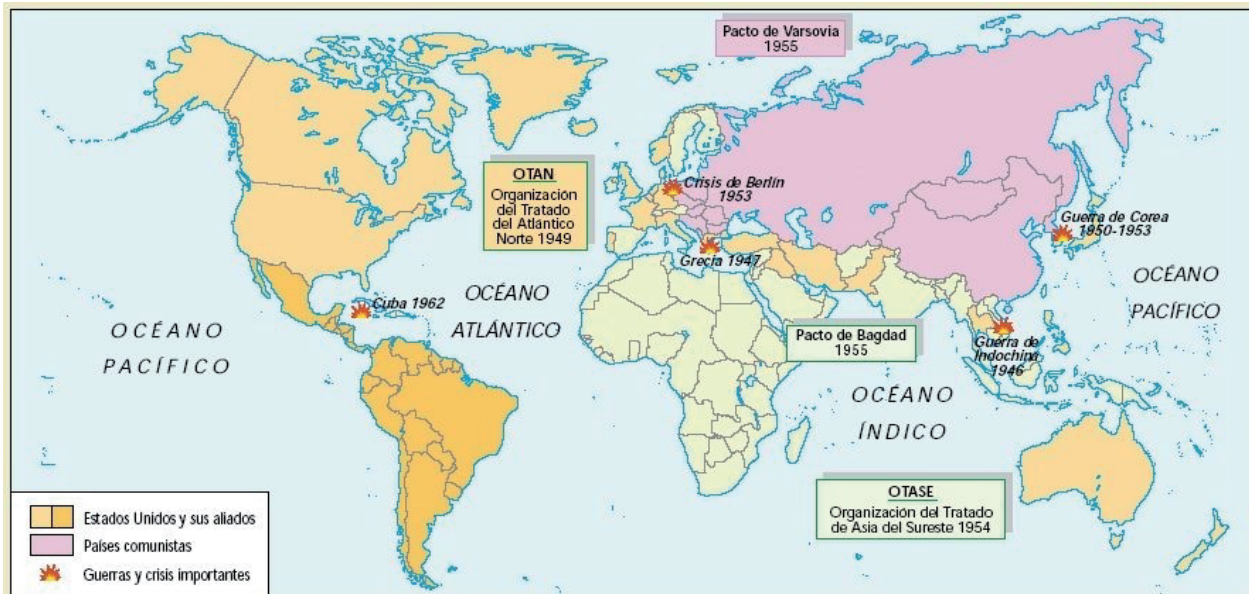 Pacto de Varsovia
1955
OTAN
Organización
del Tratado
del Atlántico
Norte 1949
Crisis de Berlín
1953
Guerra de Corea
1950-1953
Grecia 1947
Cuba 1962
OCÉANO
ATLÁNTICO
OCÉANO
PACÍFICO
OCÉANO
PACÍFICO
Pacto de Bagdad
1955
Guerra de
Indochina
1946
OCÉANO
ÍNDICO
OTASE
Organización del Tratado
de Asia del Sureste 1954
Estados Unidos y sus aliados
Países comunistas
Guerras y crisis importantes